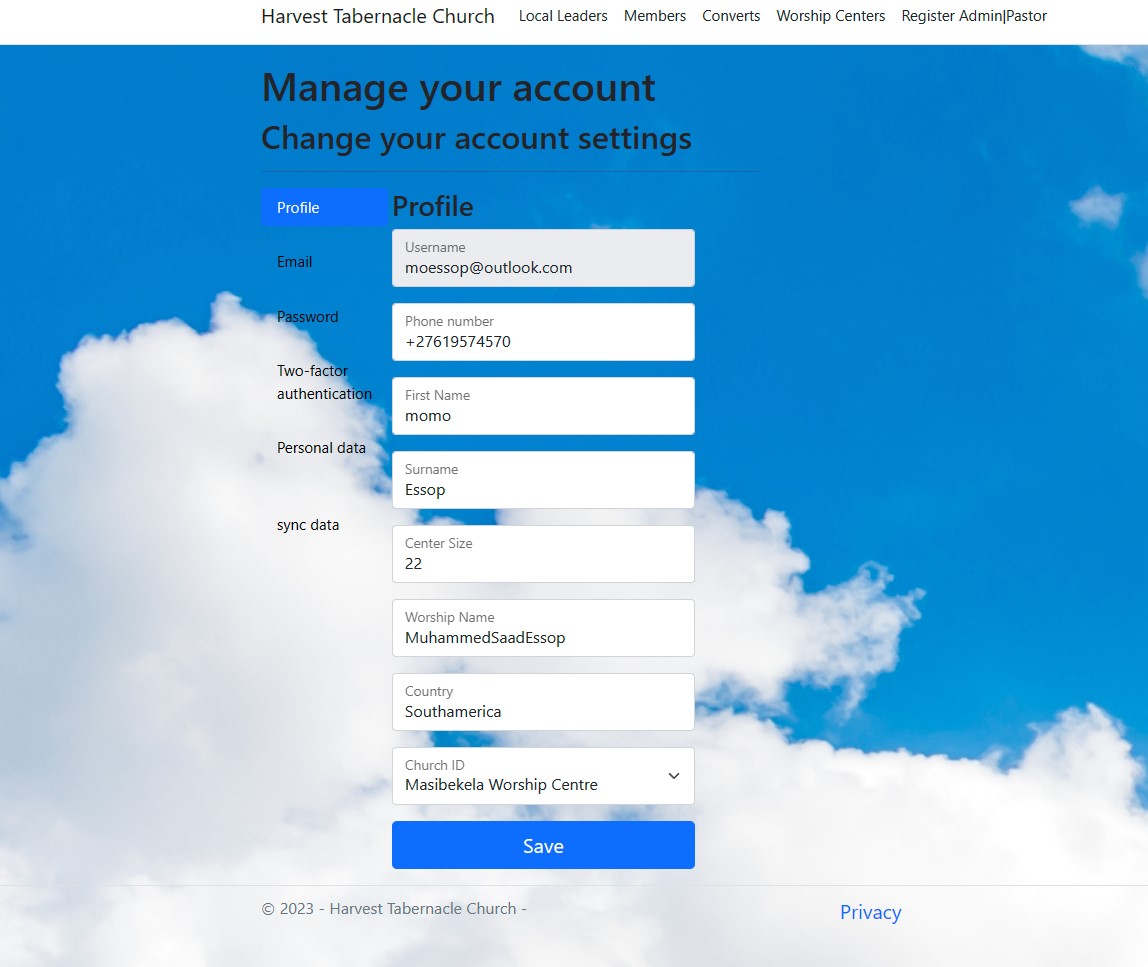 Harvest Tabernacle Church Local Leaders Members Converts Worship Centers Register Admin|Pastor
Manage your account
Change your account settings
Profile
Email
Password
Two-factor
authentication
Personal data
sync data
Profile
Username
moessop@outlook.com
Phone number
+27619574570
First Name
momo
Surname
Essop
Center Size
22
Worship Name
MuhammedSaadEssop
Country
Southamerica
Church ID
Masibekela Worship Centre
Save
© 2023 - Harvest Tabernacle Church - Privacy